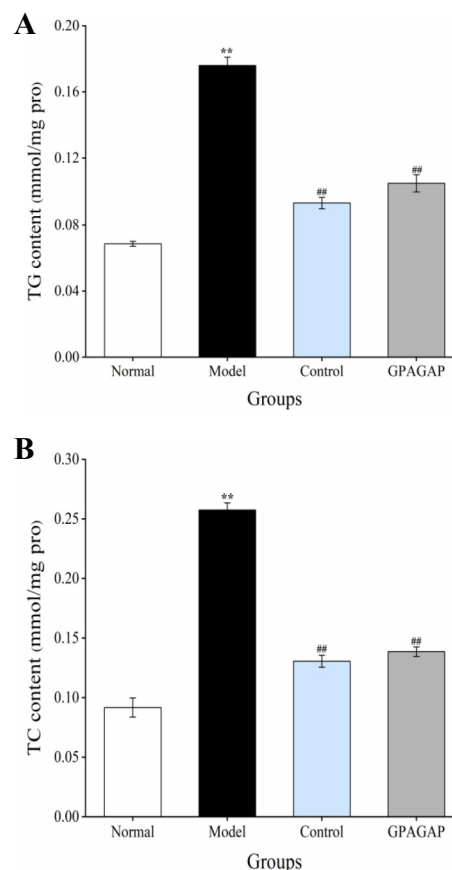 A
TG content (mmol/mg pro)
0.20
0.16
0.12
0.08
0.04
0.00
**
##
##
Normal Model Control GPAGAP
Groups
B
TC content (mmol/mg pro)
0.30
0.25
0.20
0.15
0.10
0.05
0.00
**
##
##
Normal Model Control GPAGAP
Groups